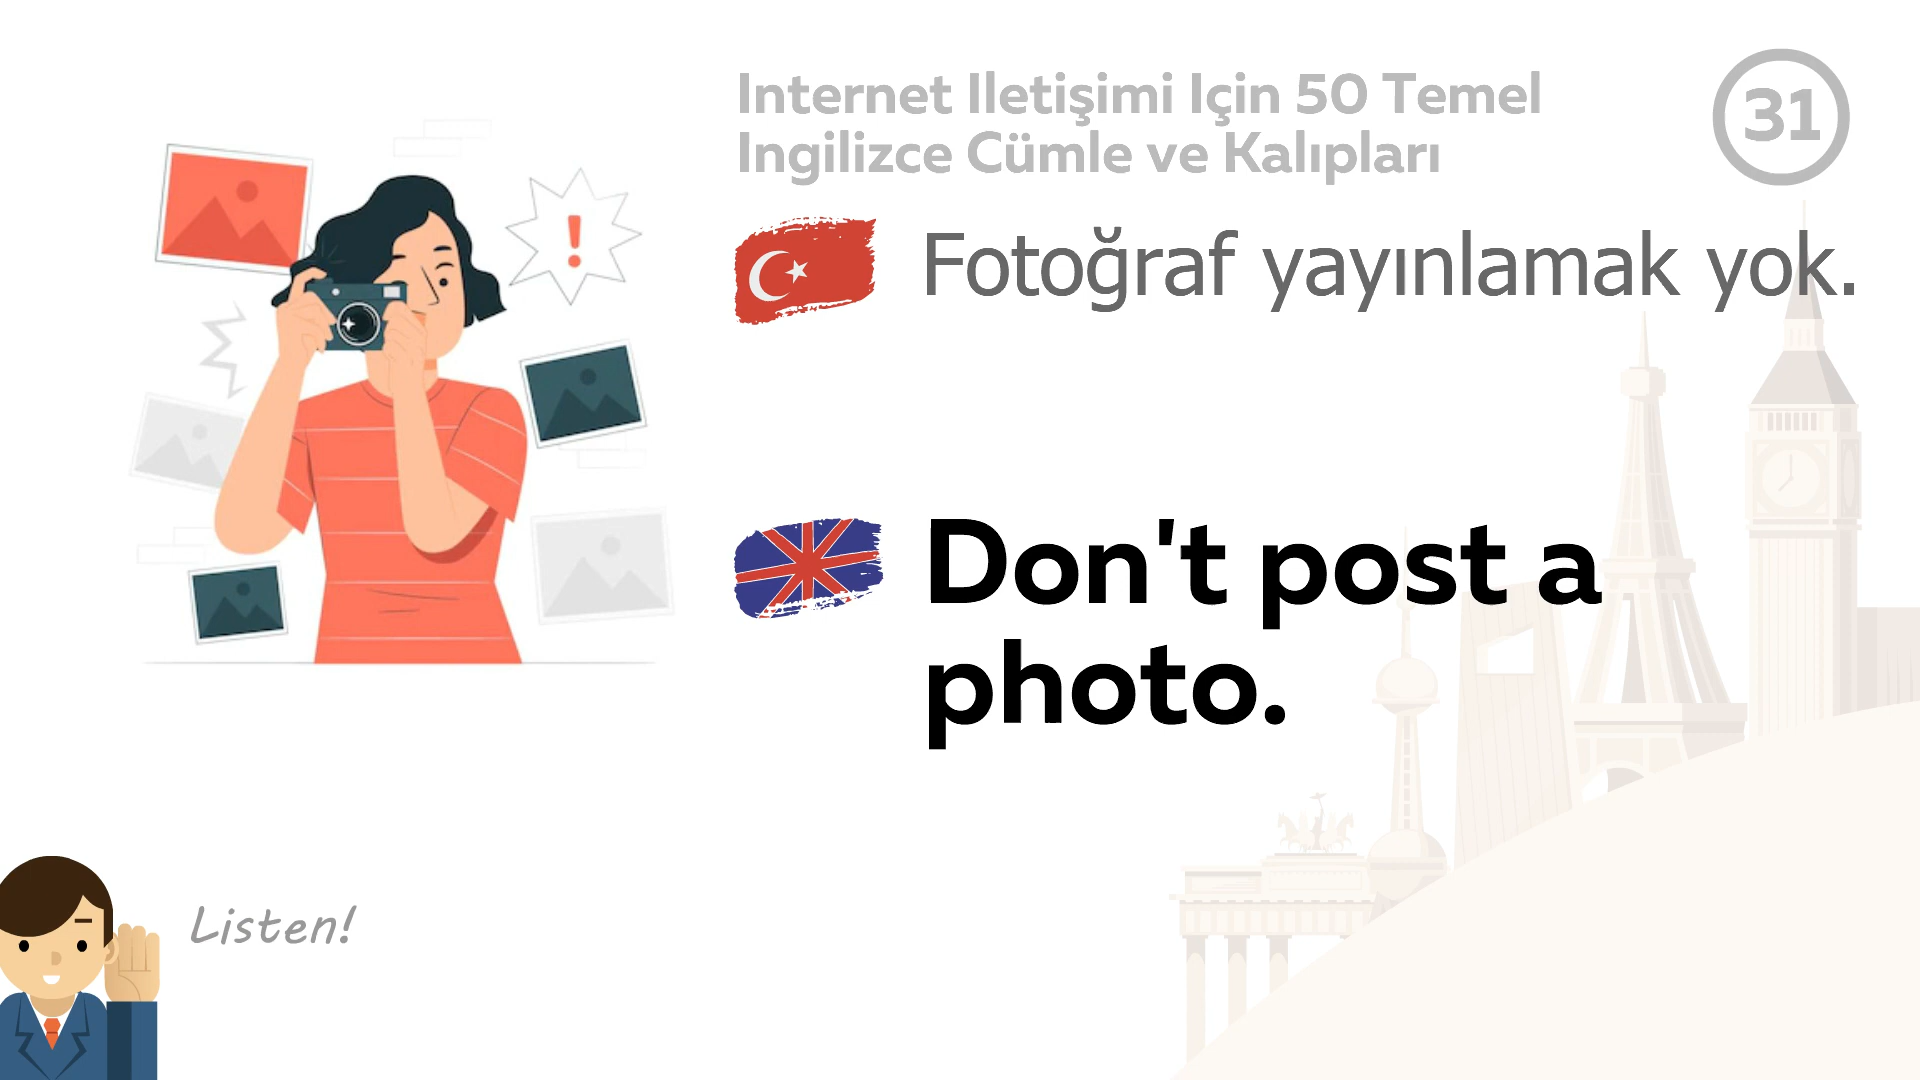 Internet Iletişimi Için 50 Temel
Ingilizce Cümle ve Kalıpları
31
Fotoğraf yayınlamak yok.
Don't post a
photo.
Listen!